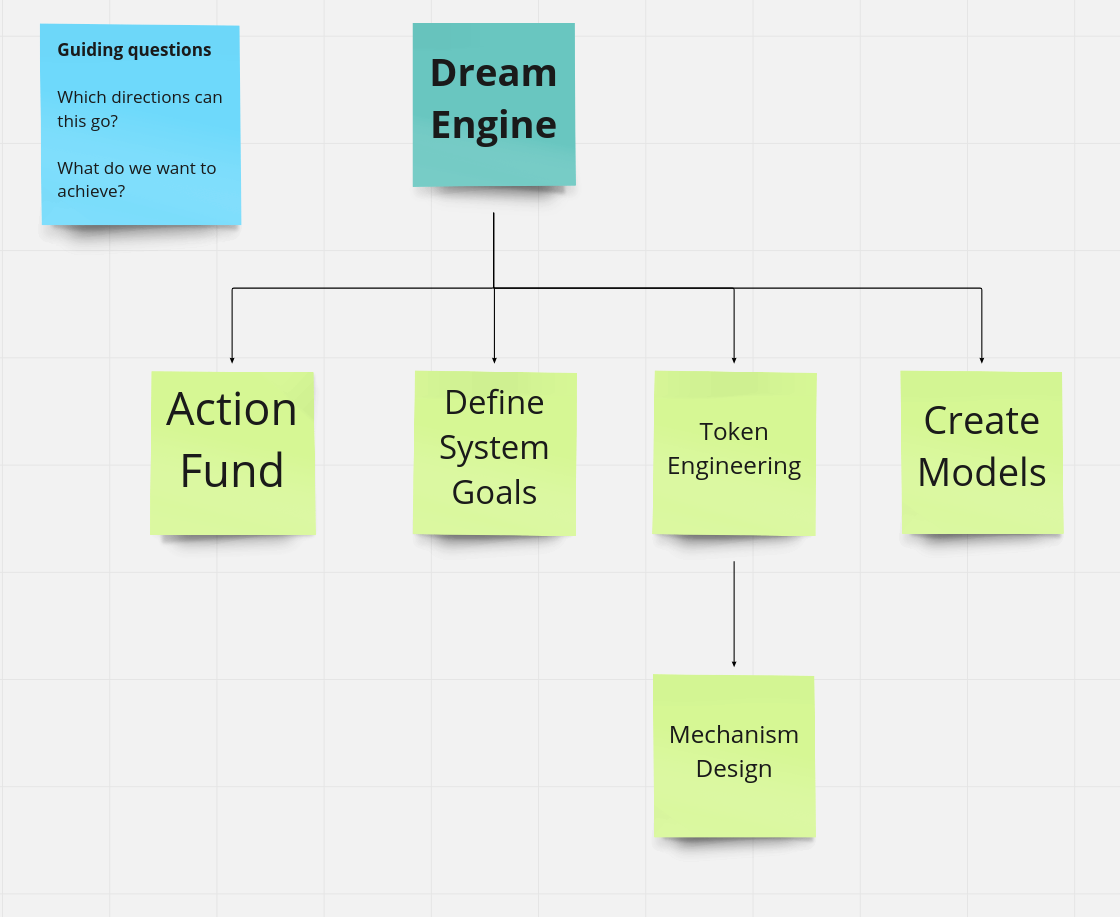 Guiding questions
Which directions can
this go?
What do we want to
achieve?
Dream
Engine
Action
Fund
Define
System
Goals
Token
Engineering
Create
Models
Mechanism
Design